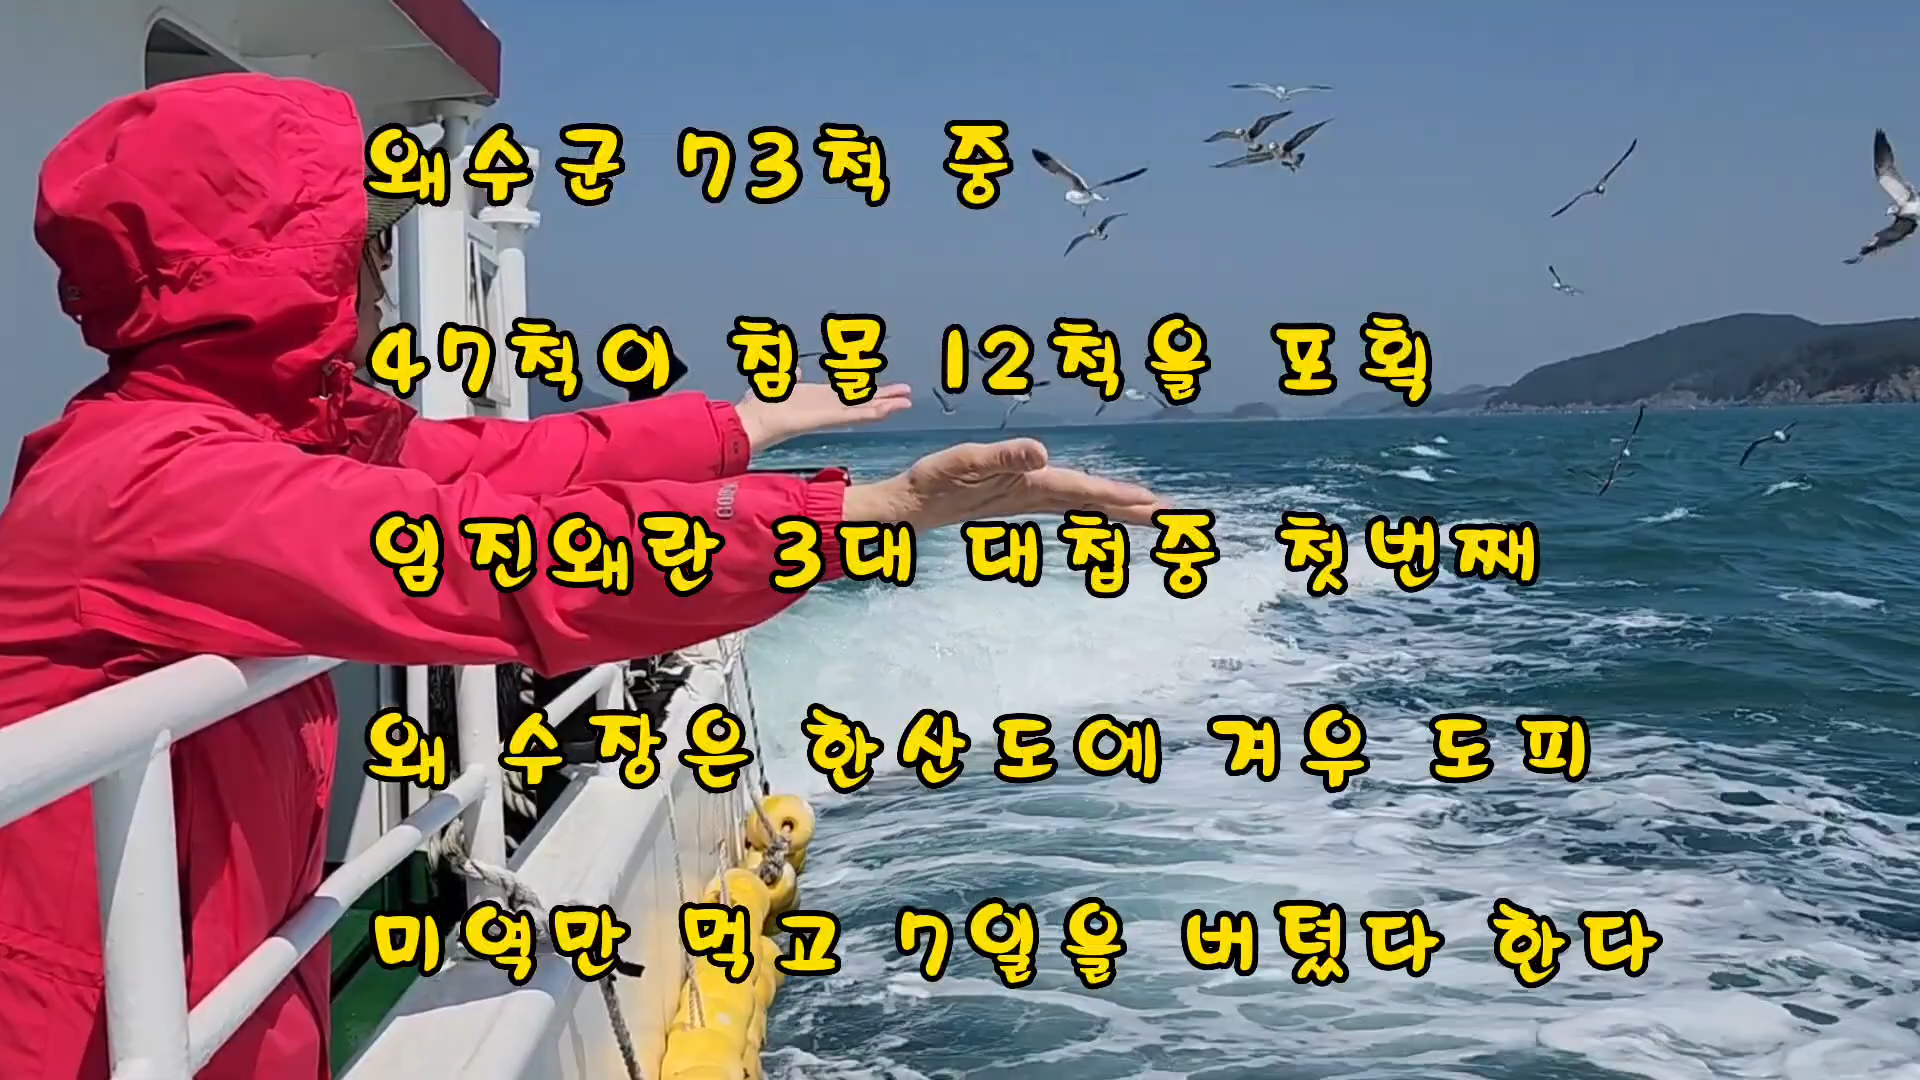 왜수군 73척 중
47척이 침몰 12척을 포획
임진왜란 3대 대첩중 첫번째
왜 수장은 한산도에 겨우 도피
미역만 먹고 7일을 버텼다 한다